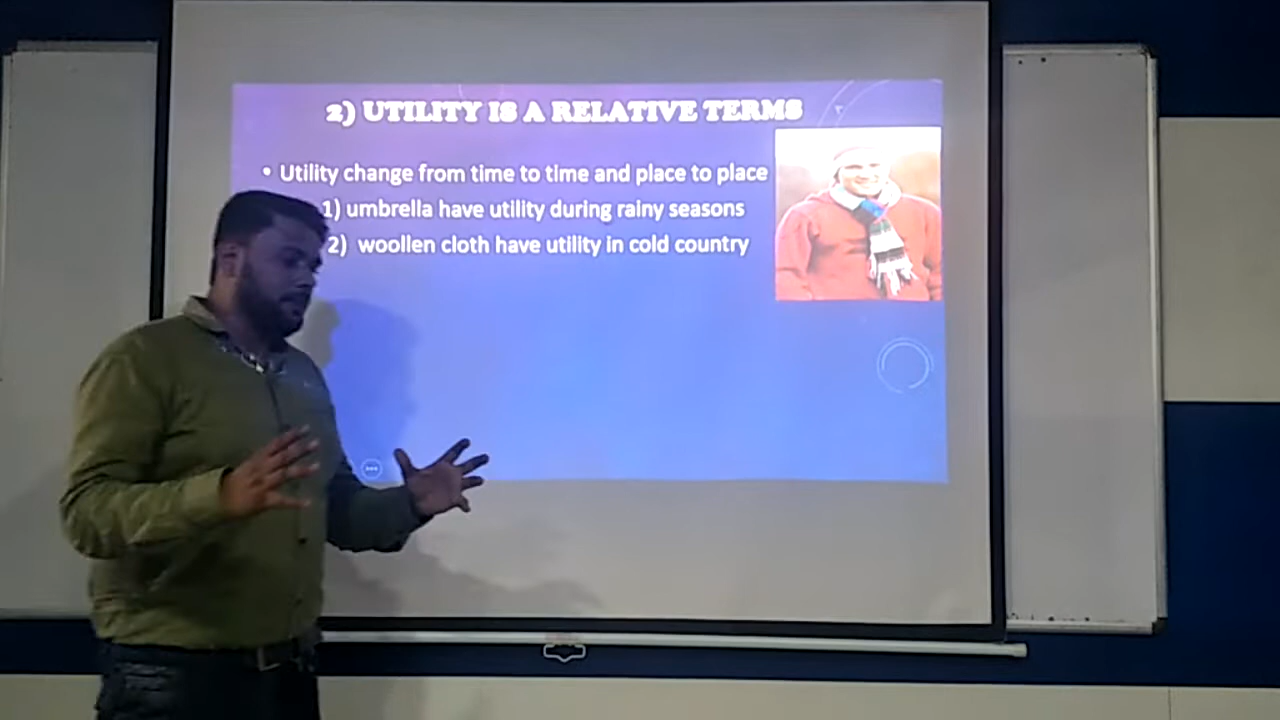 2) UTILITY IS A RELATIVE TERMS
• Utility change from time to time and place to place
1) umbrella have utility during rainy seasons
2) woollen cloth have utility in cold country